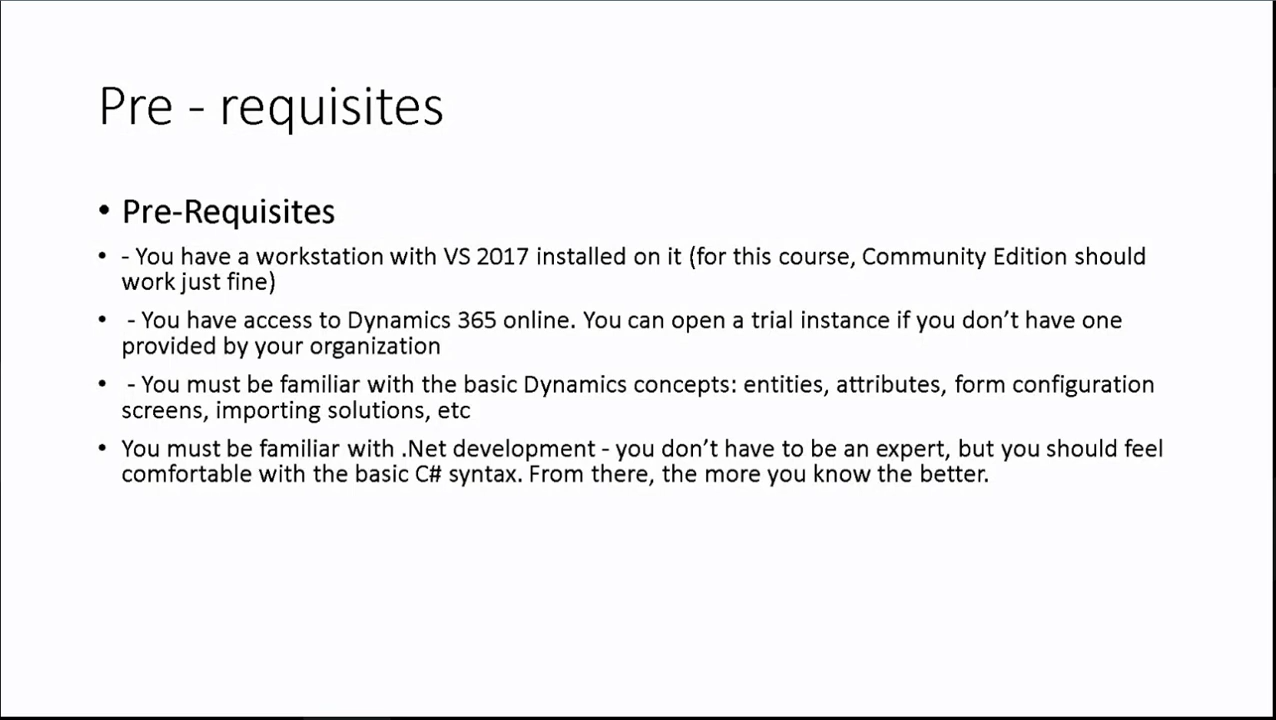 Pre - requisites
• Pre-Requisites
• - You have a workstation with VS 2017 installed on it (for this course, Community Edition should
work just fine)
• - You have access to Dynamics 365 online. You can open a trial instance if you don’t have one
provided by your organization
• - You must be familiar with the basic Dynamics concepts: entities, attributes, form configuration
screens, importing solutions, etc
• You must be familiar with .Net development - you don’t have to be an expert, but you should feel
comfortable with the basic C# syntax. From there, the more you know the better.